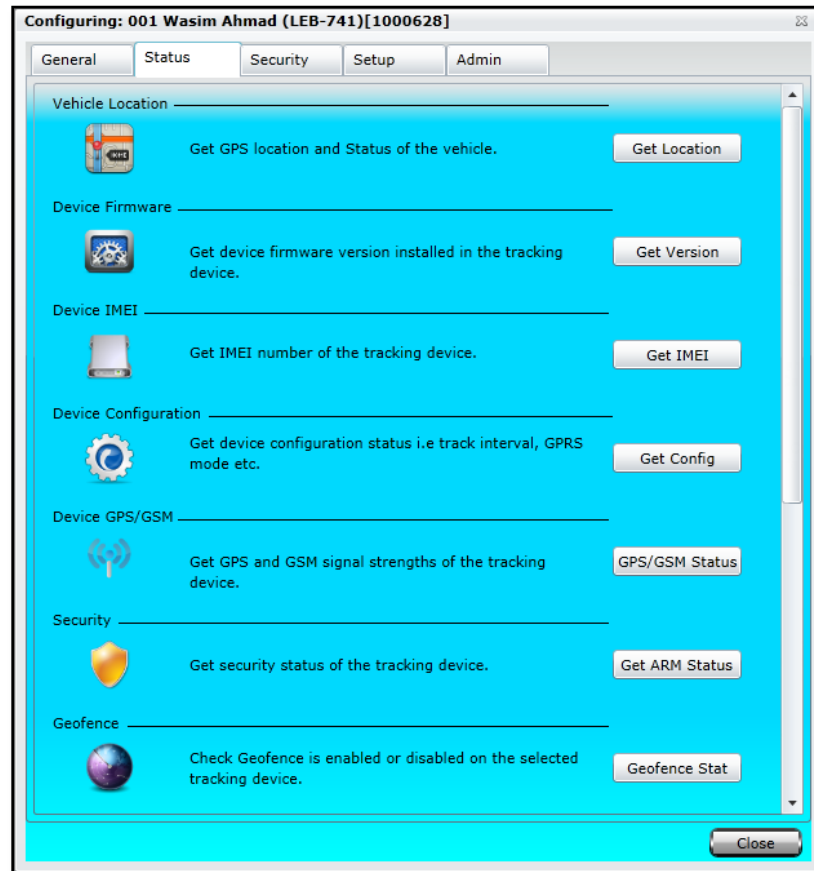 Configuring: 001 Wasim Ahmad (LEB-741)[1000628]
General Status Security Setup Admin
Vehicle Location
Get GPS location and Status of the vehicle.
Get Location
Device Firmware
Get device firmware version installed in the tracking
device.
Get Version
Device IMEI
Get IMEI number of the tracking device.
Get IMEI
Device Configuration
Get device configuration status i.e track interval, GPRS
mode etc.
Get Config
Device GPS/GSM
Get GPS and GSM signal strengths of the tracking
device.
GPS/GSM Status
Security
Get security status of the tracking device.
Get ARM Status
Geofence
Check Geofence is enabled or disabled on the selected
tracking device.
Geofence Stat
Close